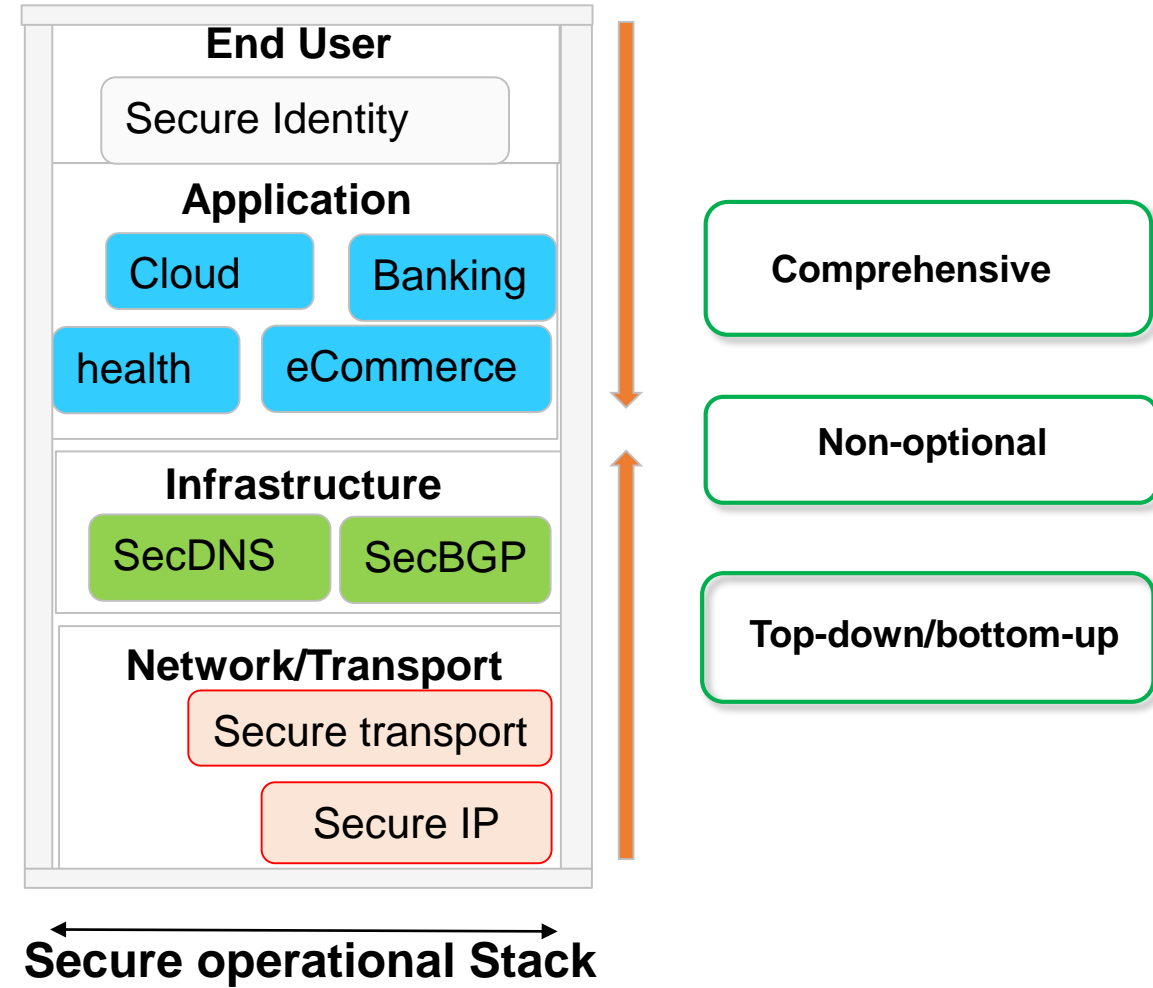 End User
Secure Identity
Application
Cloud
Banking
health
eCommerce
Infrastructure
SecDNS
SecBGP
Network/Transport
Secure transport
Secure IP
Secure operational Stack
Comprehensive
Non-optional
Top-down/bottom-up